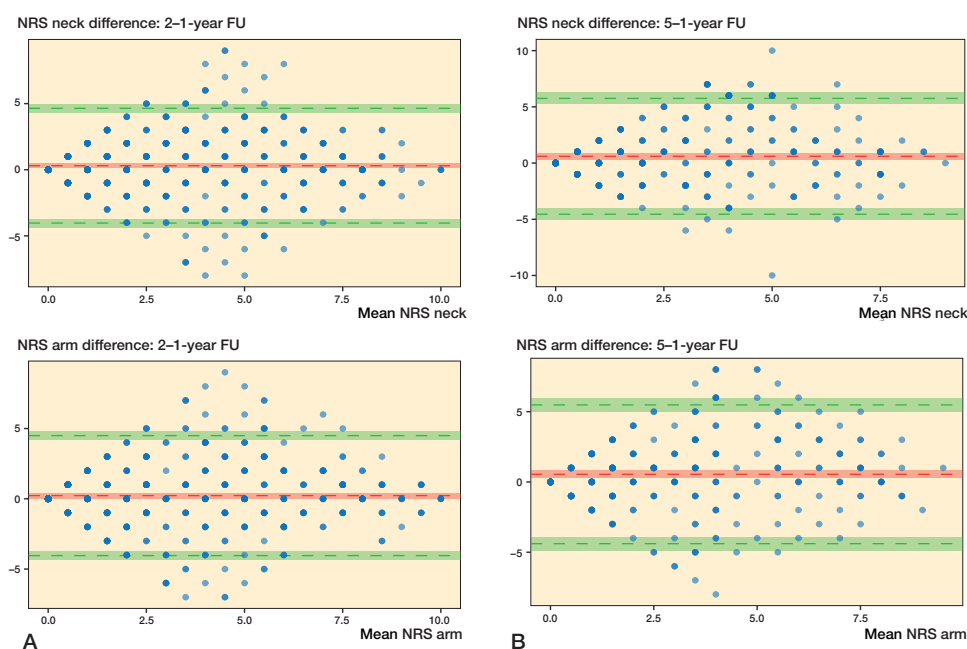 NRS neck difference: 2–1-year FU
5
0
−5
0.0 2.5 5.0 7.5 10.0
Mean NRS neck
NRS neck difference: 5–1-year FU
10
5
0
−5
−10
0.0 2.5 5.0 7.5
Mean NRS neck
NRS arm difference: 2–1-year FU
5
0
−5
0.0 2.5 5.0 7.5 10.0
Mean NRS arm
A
NRS arm difference: 5–1-year FU
5
0
−5
0.0 2.5 5.0 7.5
Mean NRS arm
B